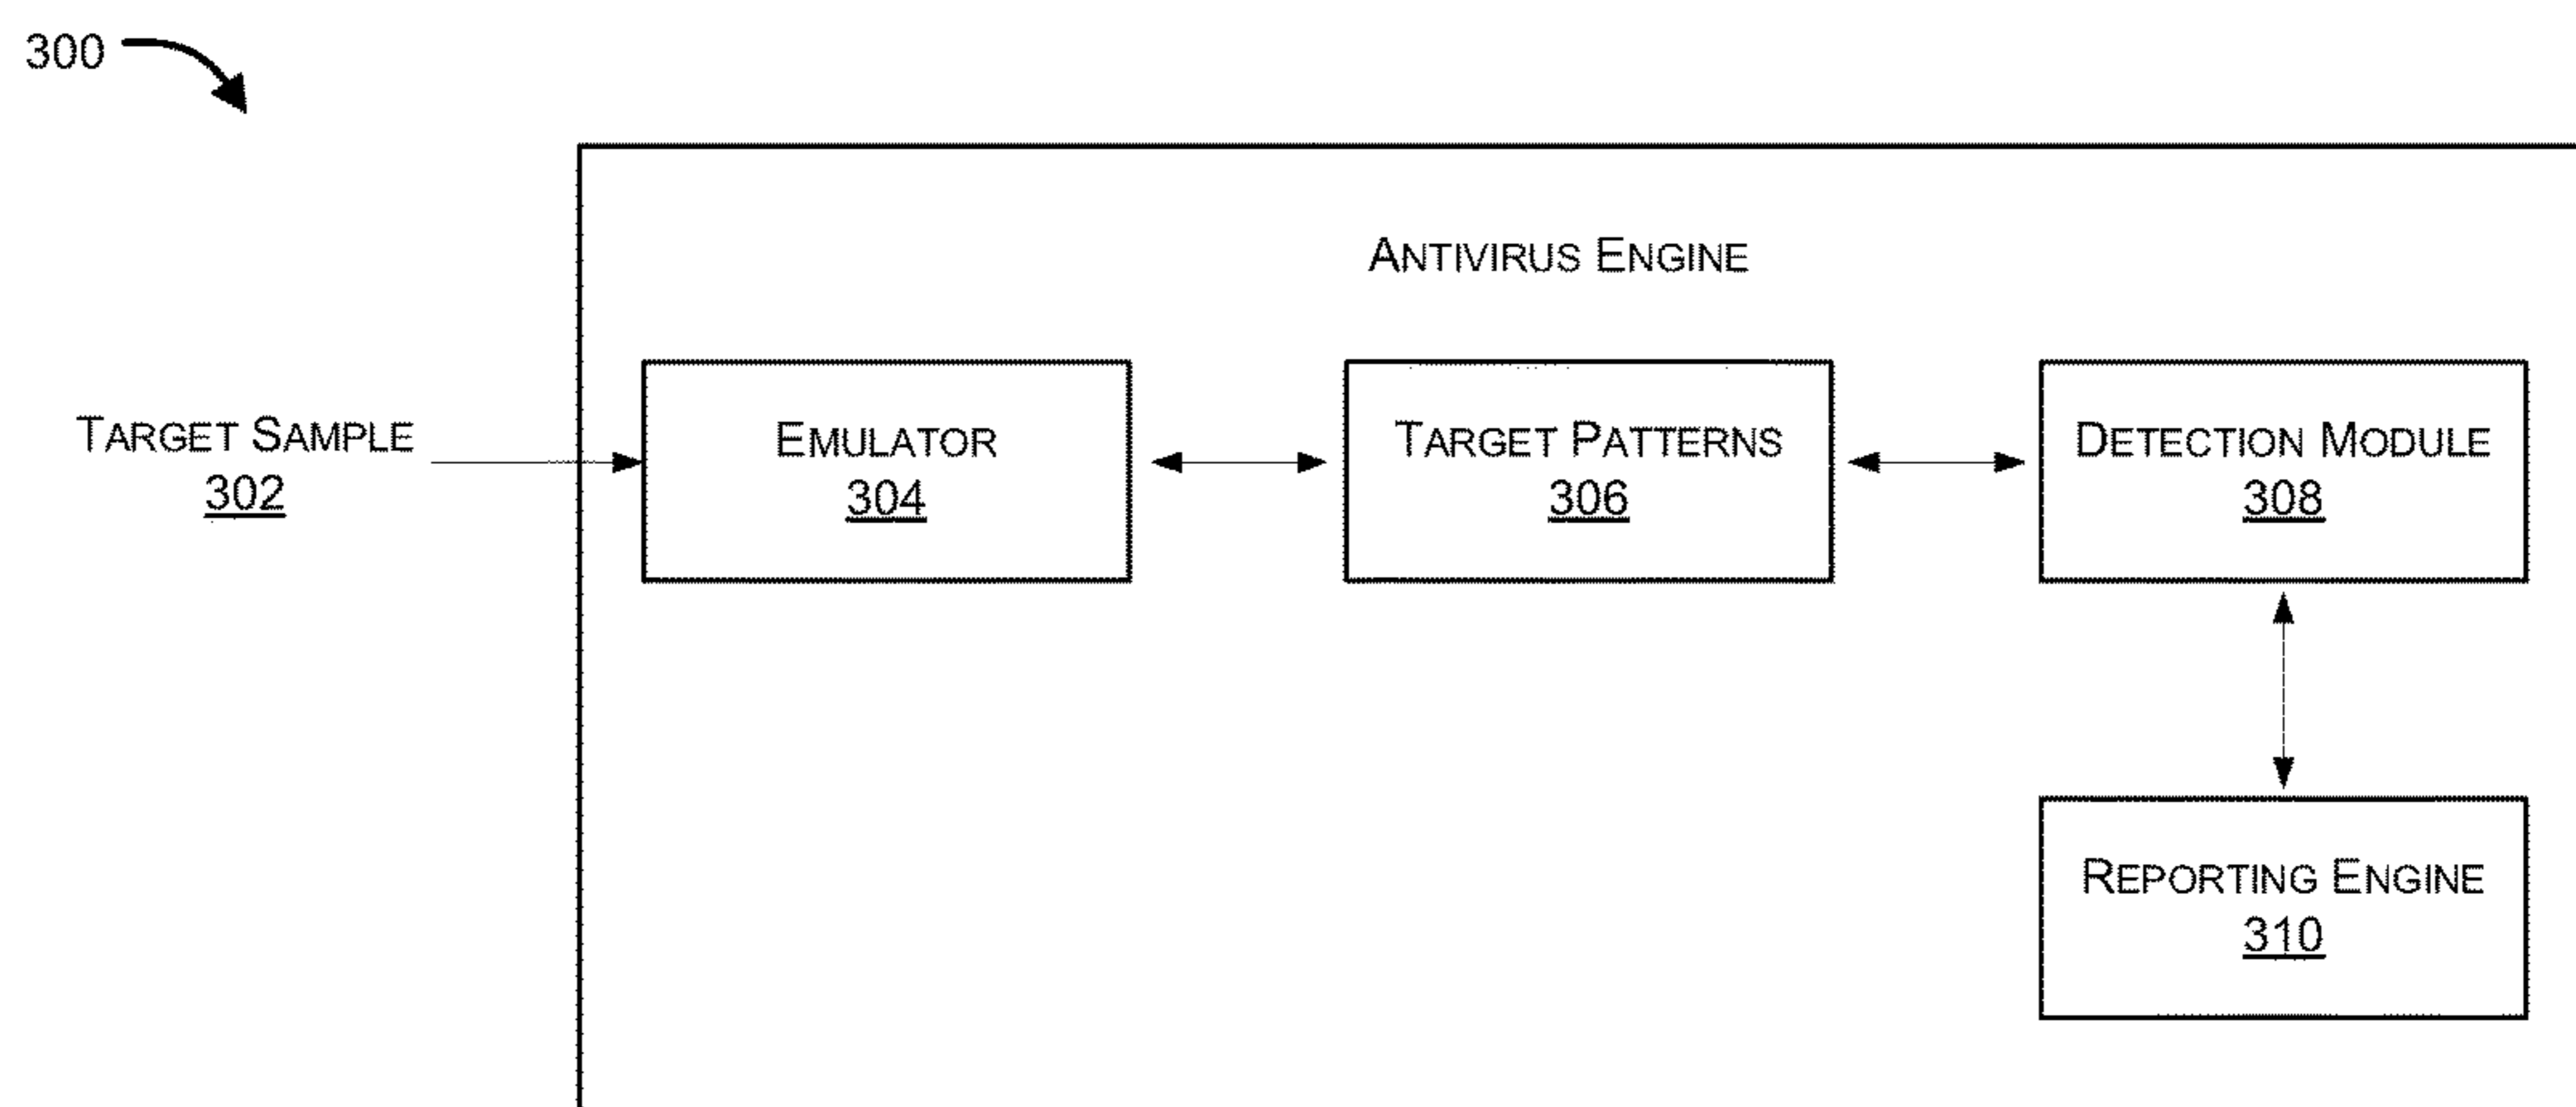 300
ANTIVIRUS ENGINE
TARGET SAMPLE
302
EMULATOR
304
TARGET PATTERNS
306
DETECTION MODULE
308
REPORTING ENGINE
310